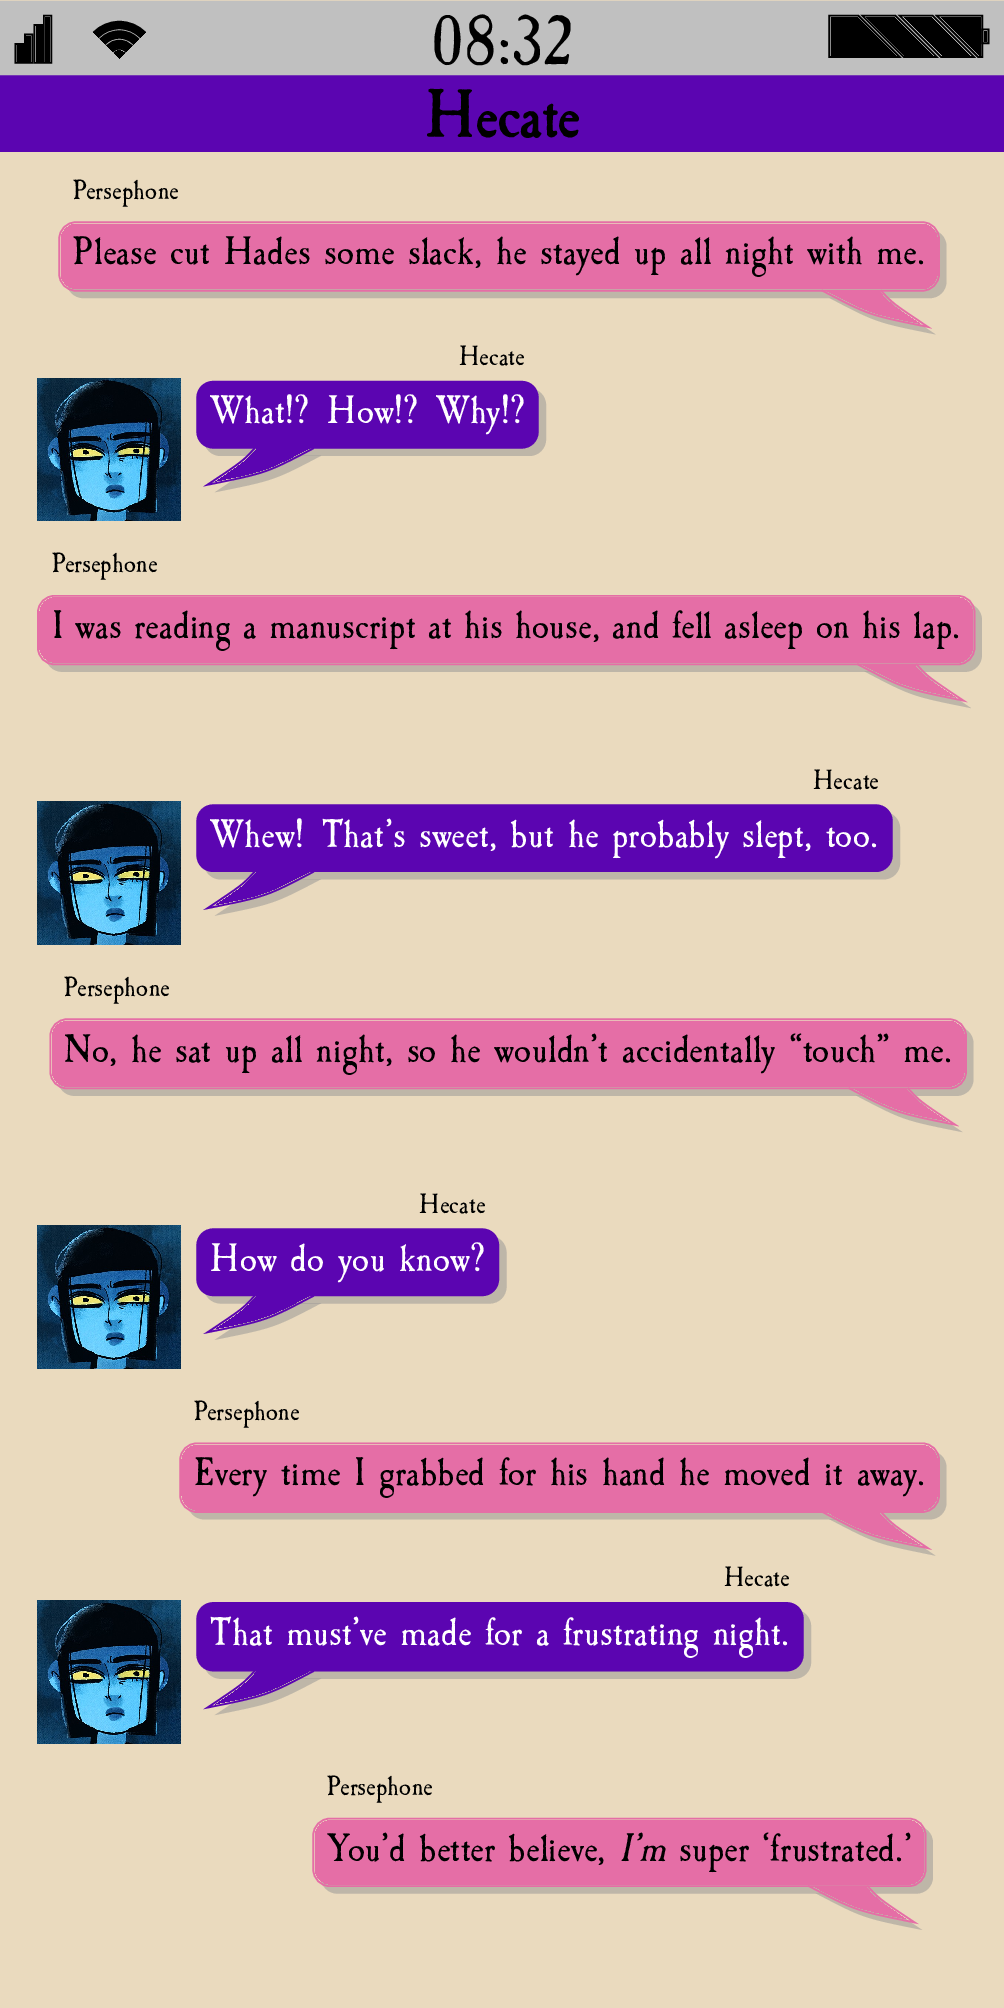 08:32
Hecate
Persephone
Please cut Hades some slack, he stayed up all night with me.
Hecate
What!? How!? Why!?
Persephone
I was reading a manuscript at his house, and fell asleep on his lap.
Hecate
Whew! That's sweet, but he probably slept, too.
Persephone
No, he sat up all night, so he wouldn't accidentally “touch” me.
Hecate
How do you know?
Persephone
Every time I grabbed for his hand he moved it away.
Hecate
That must've made for a frustrating night.
Persephone
You'd better believe, I'm super ‘frustrated.’